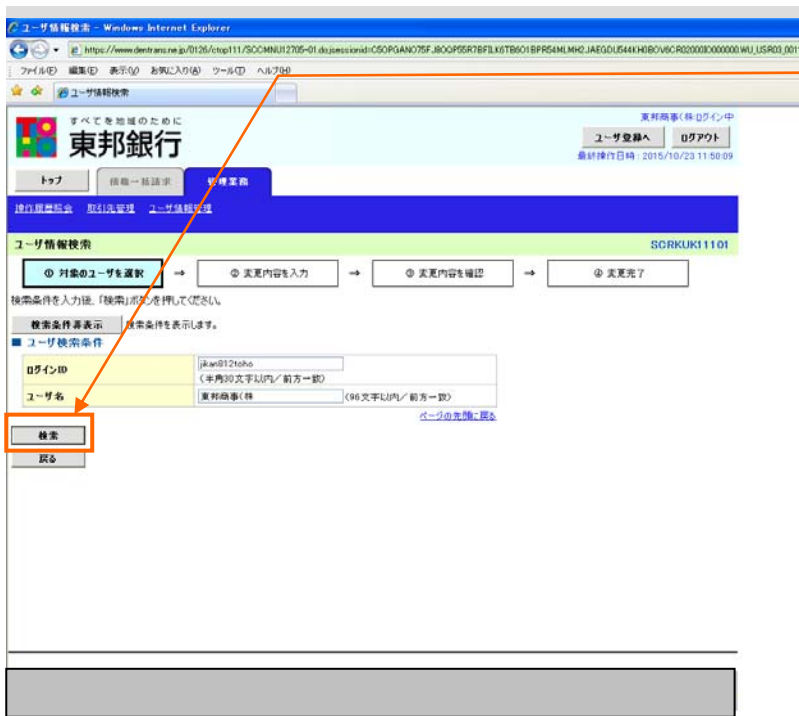 ユーザ情報検索 - Windows Internet Explorer
ファイル(F) 編集(E) 表示(V) お気に入り(A) ツール(T) ヘルプ(H)
ユーザ情報検索
すべてを地域のために
東邦銀行
東邦商事(株:ログイン中
ユーザ登録へ ログアウト
最終操作日時:2015/10/23 11:50:09
トップ 債権一括請求 管理業務
操作履歴照会 取引先管理 ユーザ情報管理
ユーザ情報検索 SCRKUK11101
① 対象のユーザを選択 ⇒ ② 変更内容を入力 ⇒ ③ 変更内容を確認 ⇒ ④ 変更完了
検索条件を入力後、「検索」ボタンを押してください。
検索条件再表示 検索条件を表示します。
■ ユーザ検索条件
ログインID jikan812toho
(半角30文字以内/前方一致)
ユーザ名 東邦商事(株 (96文字以内/前方一致)
ページの先頭に戻る
検索
戻る